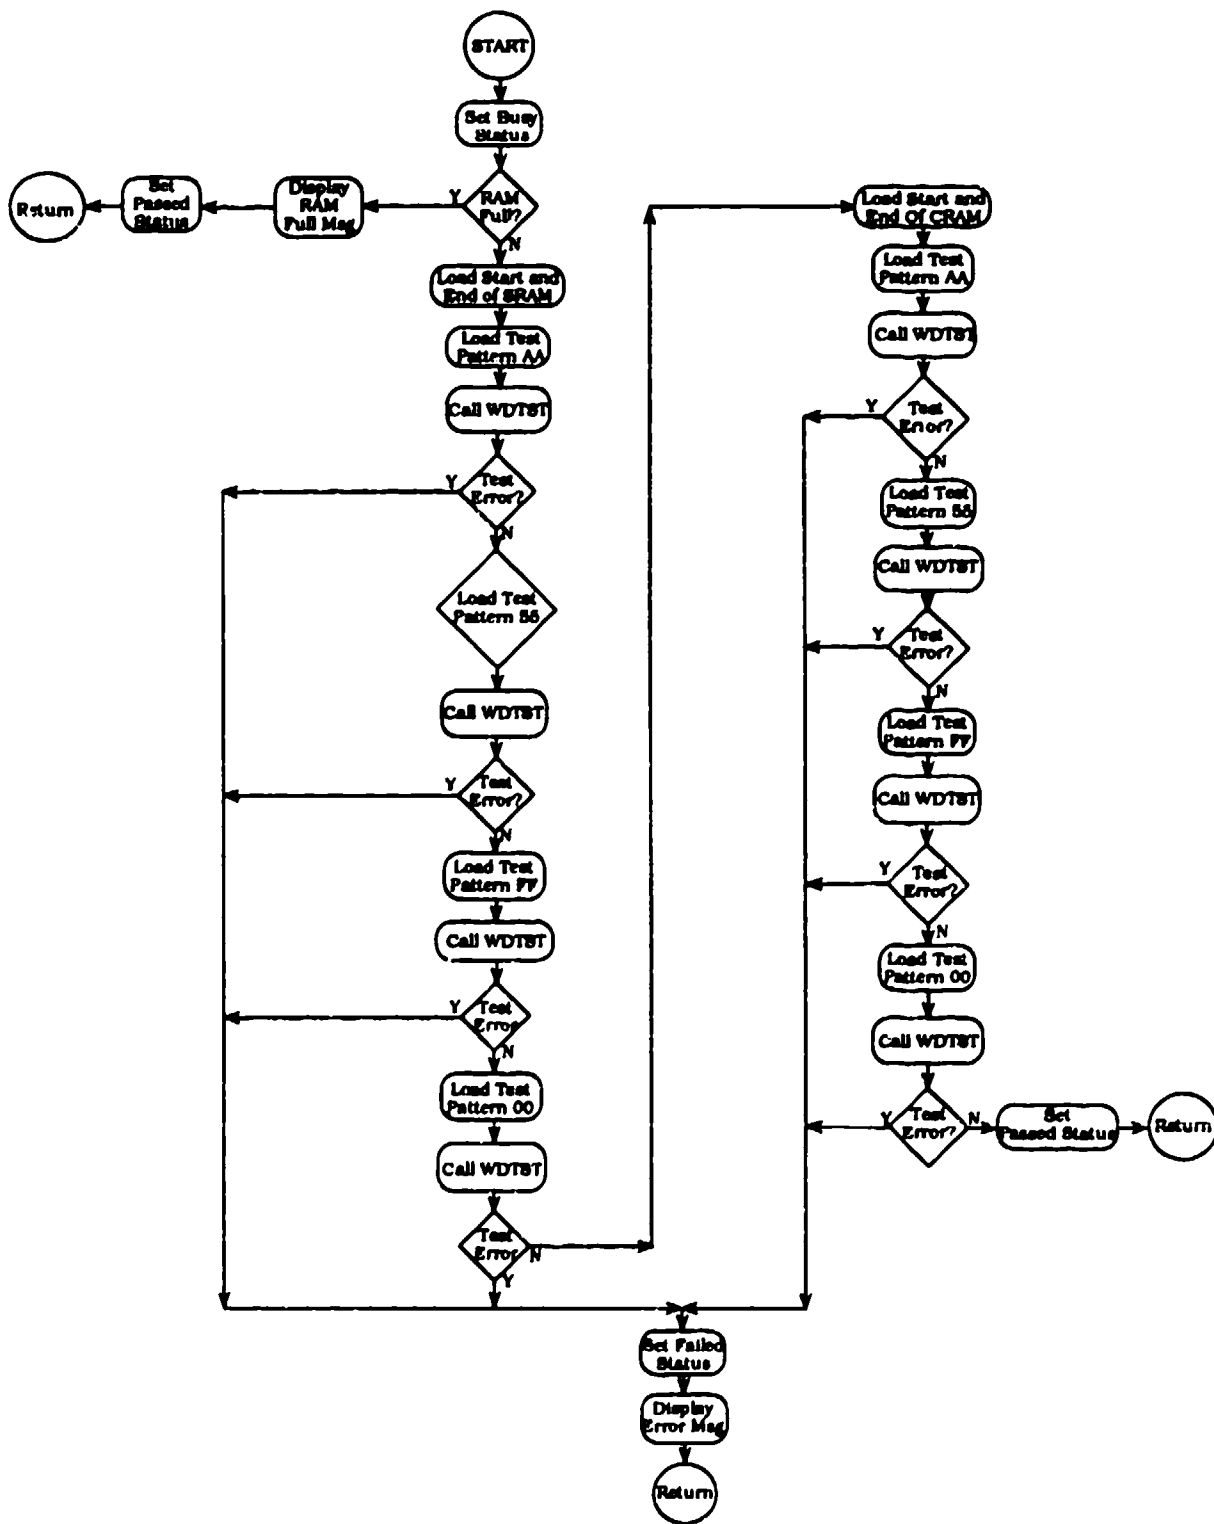 START
Set Busy
Status
RAM
Full?
Y
N
Display
RAM
Full Msg
Set
Passed
Status
Return
Load Start and
End of SRAM
Load Test
Pattern AA
Call WDTST
Test
Error?
Y
N
Load Test
Pattern 55
Call WDTST
Test
Error?
Y
N
Load Test
Pattern FF
Call WDTST
Test
Error
Y
N
Load Test
Pattern 00
Call WDTST
Test
Error
N
Y
Load Start and
End Of CRAM
Load Test
Pattern AA
Call WDTST
Test
Error?
Y
N
Load Test
Pattern 55
Call WDTST
Test
Error?
Y
N
Load Test
Pattern FF
Call WDTST
Test
Error?
Y
N
Load Test
Pattern 00
Call WDTST
Test
Error?
Y
N
Set
Passed Status
Return
Set Failed
Status
Display
Error Msg
Return